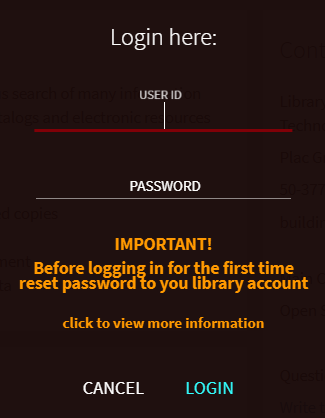 Login here:
USER ID
PASSWORD
IMPORTANT!
Before logging in for the first time
reset password to you library account
click to view more information
CANCEL LOGIN